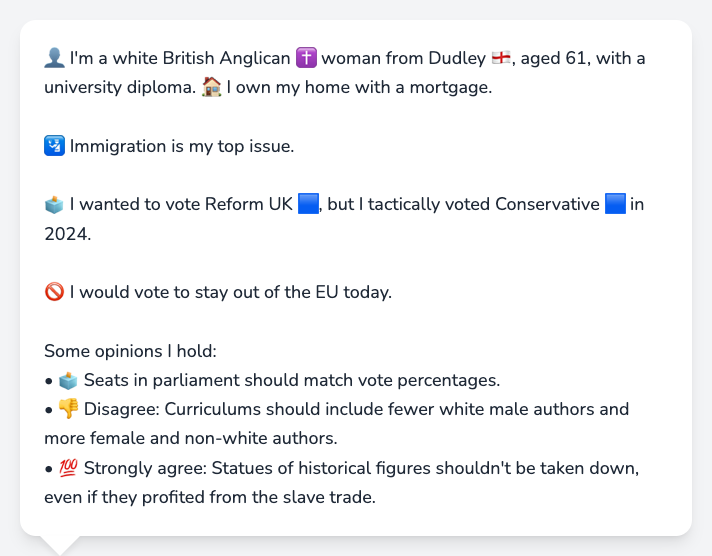 👤 I'm a white British Anglican ✝️ woman from Dudley 🏴󠁧󠁢󠁥󠁮󠁧󠁿, aged 61, with a
university diploma. 🏠 I own my home with a mortgage.
🛂 Immigration is my top issue.
🗳️ I wanted to vote Reform UK 🟦, but I tactically voted Conservative 🟦 in
2024.
🚫 I would vote to stay out of the EU today.
Some opinions I hold:
• 🗳️ Seats in parliament should match vote percentages.
• 👎 Disagree: Curriculums should include fewer white male authors and
more female and non-white authors.
• 💯 Strongly agree: Statues of historical figures shouldn't be taken down,
even if they profited from the slave trade.